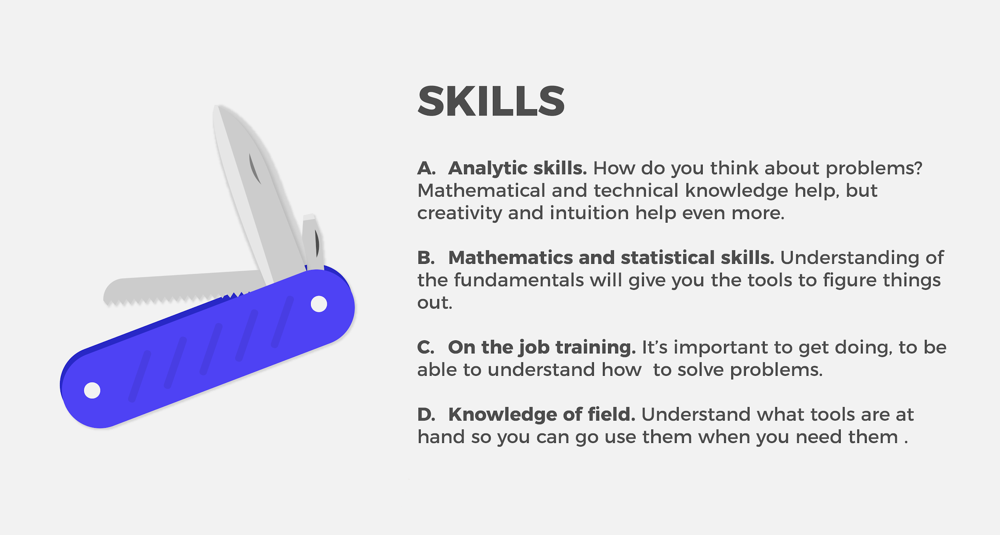 SKILLS
A. Analytic skills. How do you think about problems?
Mathematical and technical knowledge help, but
creativity and intuition help even more.
B. Mathematics and statistical skills. Understanding of
the fundamentals will give you the tools to figure things
out.
C. On the job training. It’s important to get doing, to be
able to understand how  to solve problems.
D. Knowledge of field. Understand what tools are at
hand so you can go use them when you need them .